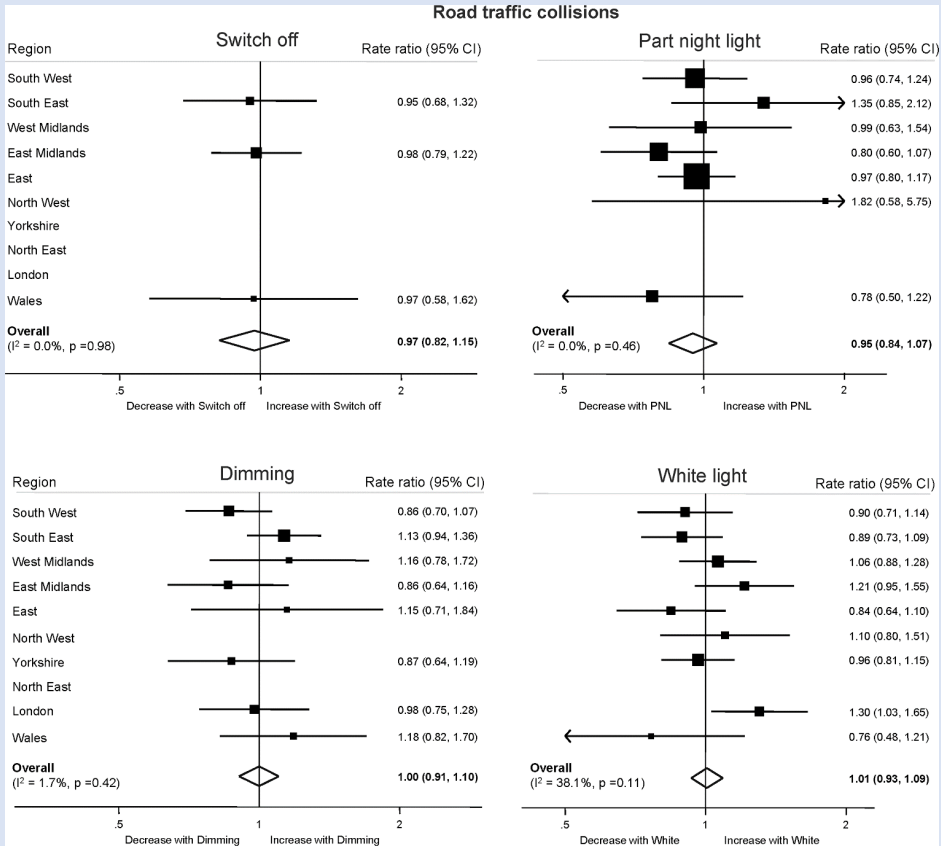 Road traffic collisions
Region Switch off Rate ratio (95% CI)
South West
South East 0.95 (0.68, 1.32)
West Midlands
East Midlands 0.98 (0.79, 1.22)
East
North West
Yorkshire
North East
London
Wales 0.97 (0.58, 1.62)
Overall
(I² = 0.0%, p =0.98) 0.97 (0.82, 1.15)
.5 1 2
Decrease with Switch off Increase with Switch off
Part night light Rate ratio (95% CI)
0.96 (0.74, 1.24)
1.35 (0.85, 2.12)
0.99 (0.63, 1.54)
0.80 (0.60, 1.07)
0.97 (0.80, 1.17)
1.82 (0.58, 5.75)
0.78 (0.50, 1.22)
Overall
(I² = 0.0%, p =0.46) 0.95 (0.84, 1.07)
.5 1 2
Decrease with PNL Increase with PNL
Region Dimming Rate ratio (95% CI)
South West 0.86 (0.70, 1.07)
South East 1.13 (0.94, 1.36)
West Midlands 1.16 (0.78, 1.72)
East Midlands 0.86 (0.64, 1.16)
East 1.15 (0.71, 1.84)
North West
Yorkshire 0.87 (0.64, 1.19)
North East
London 0.98 (0.75, 1.28)
Wales 1.18 (0.82, 1.70)
Overall
(I² = 1.7%, p =0.42) 1.00 (0.91, 1.10)
.5 1 2
Decrease with Dimming Increase with Dimming
White light Rate ratio (95% CI)
0.90 (0.71, 1.14)
0.89 (0.73, 1.09)
1.06 (0.88, 1.28)
1.21 (0.95, 1.55)
0.84 (0.64, 1.10)
1.10 (0.80, 1.51)
0.96 (0.81, 1.15)
1.30 (1.03, 1.65)
0.76 (0.48, 1.21)
Overall
(I² = 38.1%, p =0.11) 1.01 (0.93, 1.09)
.5 1 2
Decrease with White Increase with White